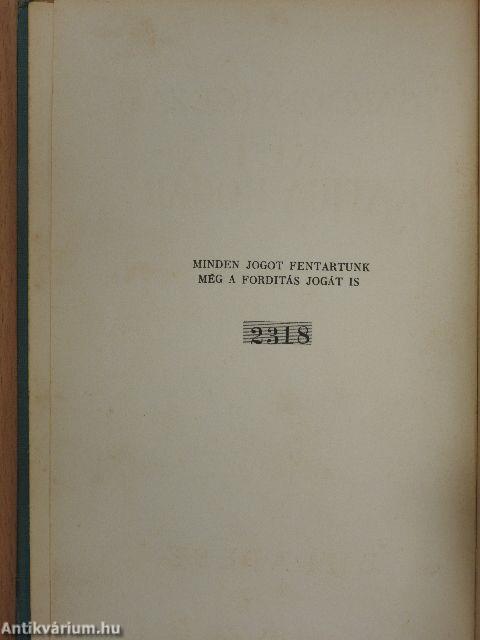 MINDEN JOGOT FENTARTUNK
MÉG A FORDITÁS JOGÁT IS
2318
Antikvárium.hu